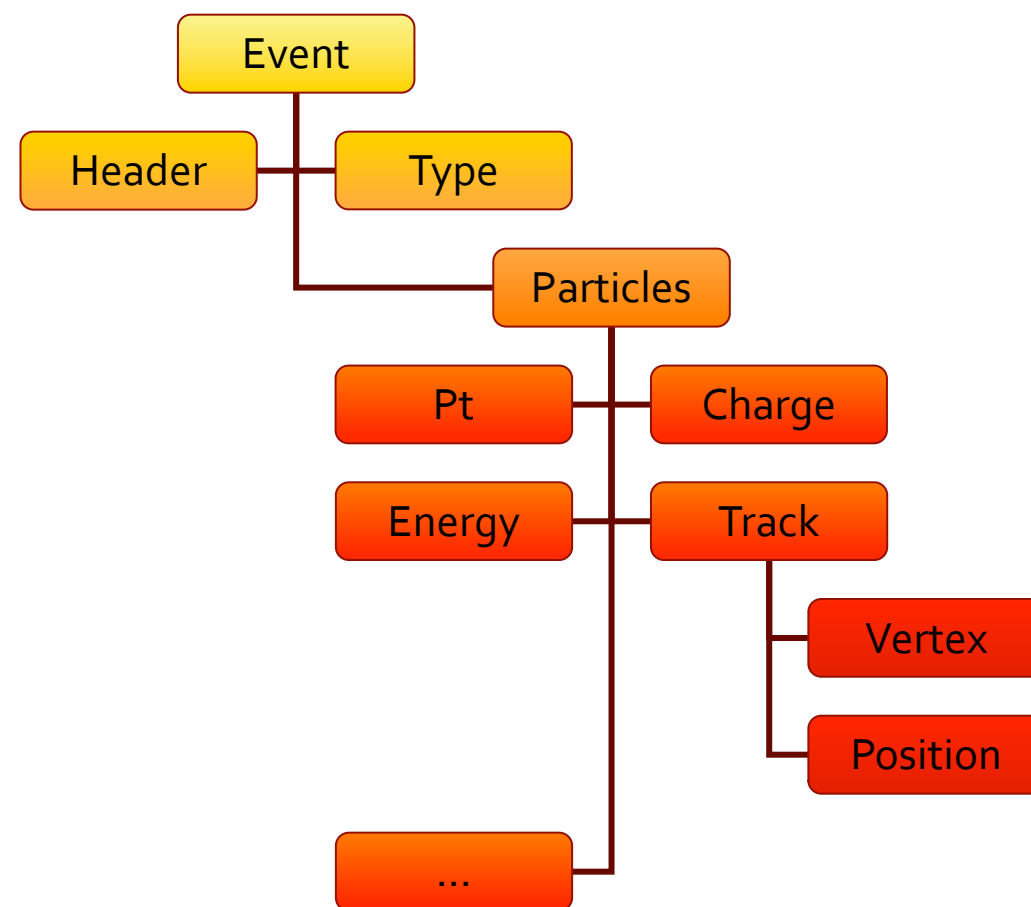 Event
Header
Type
Particles
Pt
Charge
Energy
Track
Vertex
Position
...